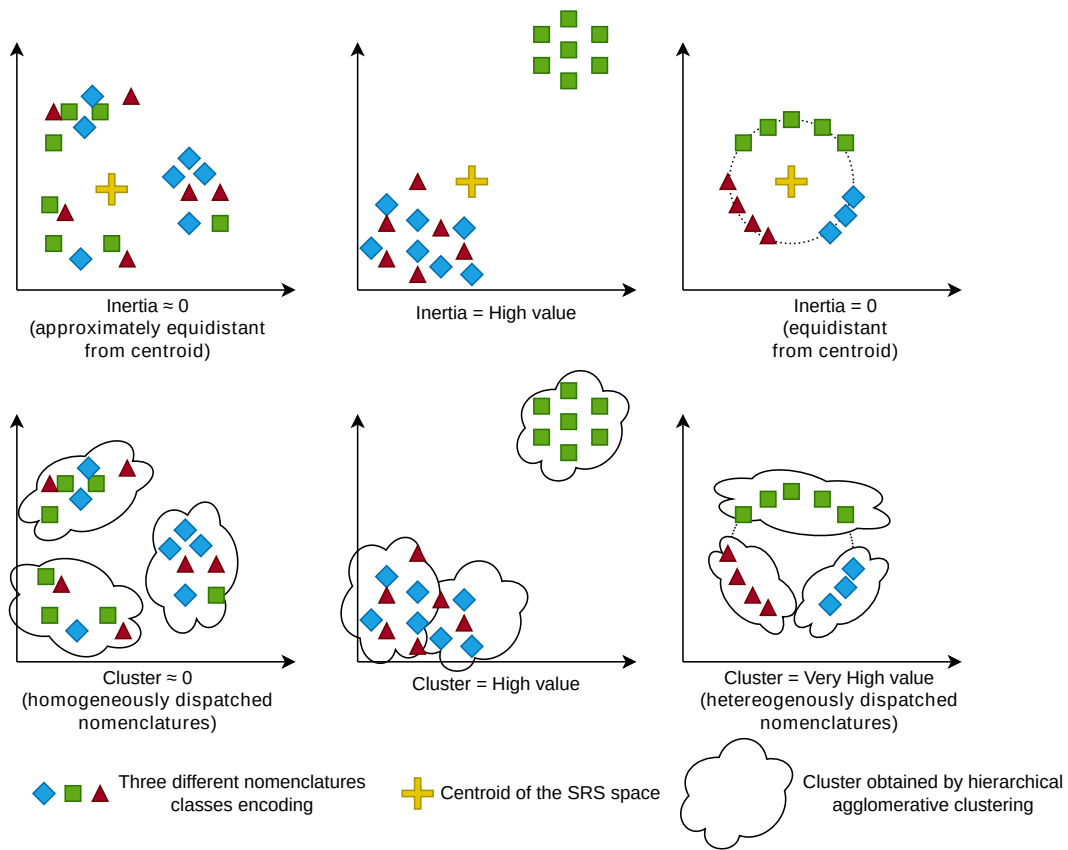 Inertia ≈ 0
(approximately equidistant
from centroid)
Inertia = High value
Inertia = 0
(equidistant
from centroid)
Cluster ≈ 0
(homogeneously dispatched
nomenclatures)
Cluster = High value
Cluster = Very High value
(heterogenously dispatched
nomenclatures)
Three different nomenclatures
classes encoding
Centroid of the SRS space
Cluster obtained by hierarchical
agglomerative clustering